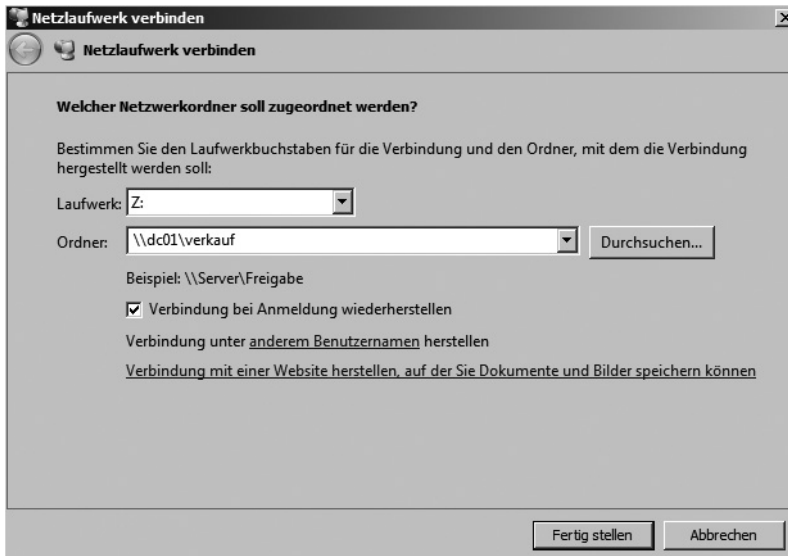 Netzlaufwerk verbinden
Netzlaufwerk verbinden
Welcher Netzwerkordner soll zugeordnet werden?
Bestimmen Sie den Laufwerkbuchstaben für die Verbindung und den Ordner, mit dem die Verbindung
hergestellt werden soll:
Laufwerk: Z:
Ordner: \\dc01\verkauf Durchsuchen...
Beispiel: \\Server\Freigabe
Verbindung bei Anmeldung wiederherstellen
Verbindung unter anderem Benutzernamen herstellen
Verbindung mit einer Website herstellen, auf der Sie Dokumente und Bilder speichern können
Fertig stellen Abbrechen